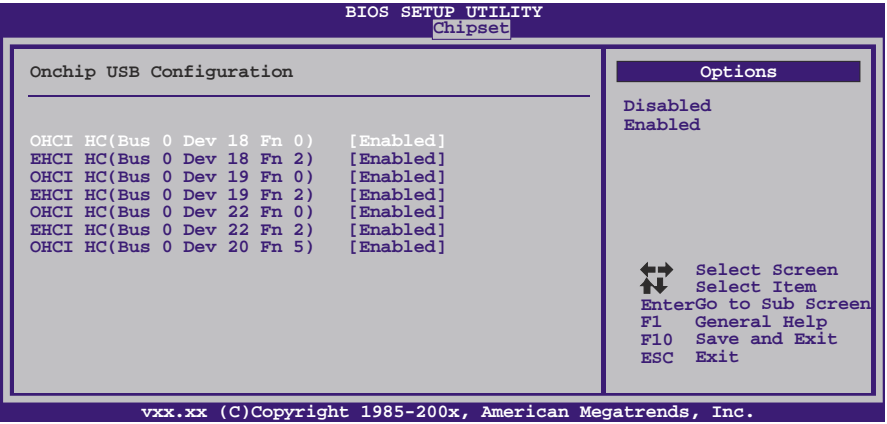 BIOS SETUP UTILITY
Chipset
Onchip USB Configuration
OHCI HC(Bus 0 Dev 18 Fn 0) [Enabled]
EHCI HC(Bus 0 Dev 18 Fn 2) [Enabled]
OHCI HC(Bus 0 Dev 19 Fn 0) [Enabled]
EHCI HC(Bus 0 Dev 19 Fn 2) [Enabled]
OHCI HC(Bus 0 Dev 22 Fn 0) [Enabled]
EHCI HC(Bus 0 Dev 22 Fn 2) [Enabled]
OHCI HC(Bus 0 Dev 20 Fn 5) [Enabled]
Options
Disabled
Enabled
Select Screen
Select Item
EnterGo to Sub Screen
F1 General Help
F10 Save and Exit
ESC Exit
vxx.xx (C)Copyright 1985-200x, American Megatrends, Inc.